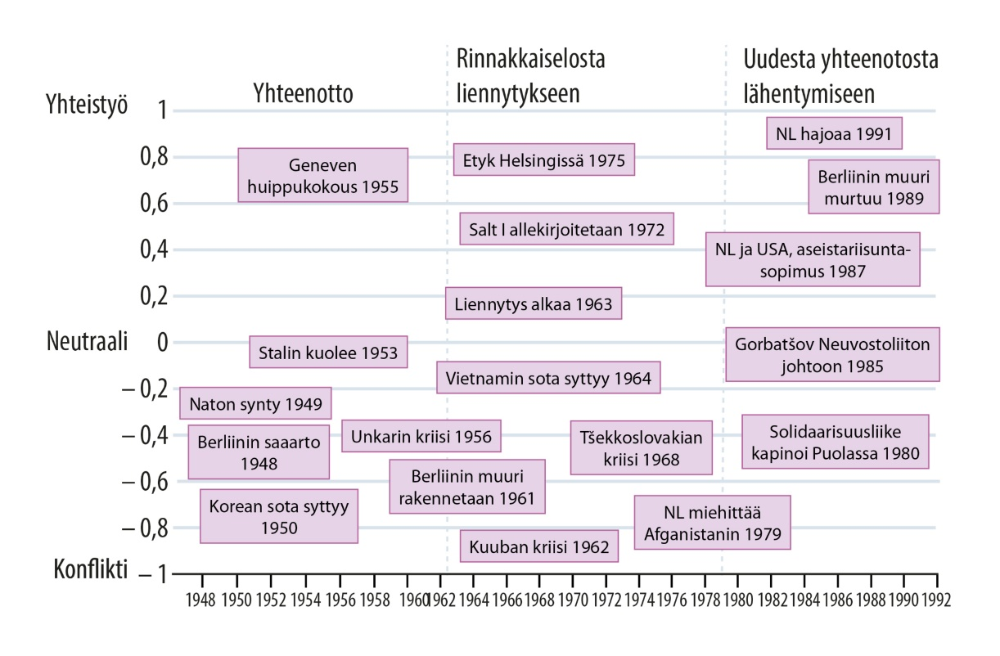 Yhteenotto
Rinnakkaiselosta
liennytykseen
Uudesta yhteenotosta
lähentymiseen
Yhteistyö 1
0,8
0,6
0,4
0,2
Neutraali 0
– 0,2
– 0,4
– 0,6
– 0,8
Konflikti – 1
NL hajoaa 1991
Geneven
huippukokous 1955
Etyk Helsingissä 1975
Berliinin muuri
murtuu 1989
Salt I allekirjoitetaan 1972
NL ja USA, aseistariisunta-
sopimus 1987
Liennytys alkaa 1963
Stalin kuolee 1953
Gorbatšov Neuvostoliiton
johtoon 1985
Vietnamin sota syttyy 1964
Naton synty 1949
Berliinin saaarto
1948
Unkarin kriisi 1956
Tšekkoslovakian
kriisi 1968
Solidaarisuusliike
kapinoi Puolassa 1980
Berliinin muuri
rakennetaan 1961
Korean sota syttyy
1950
NL miehittää
Afganistanin 1979
Kuuban kriisi 1962
1948 1950 1952 1954 1956 1958 1960 1962 1964 1966 1968 1970 1972 1974 1976 1978 1980 1982 1984 1986 1988 1990 1992